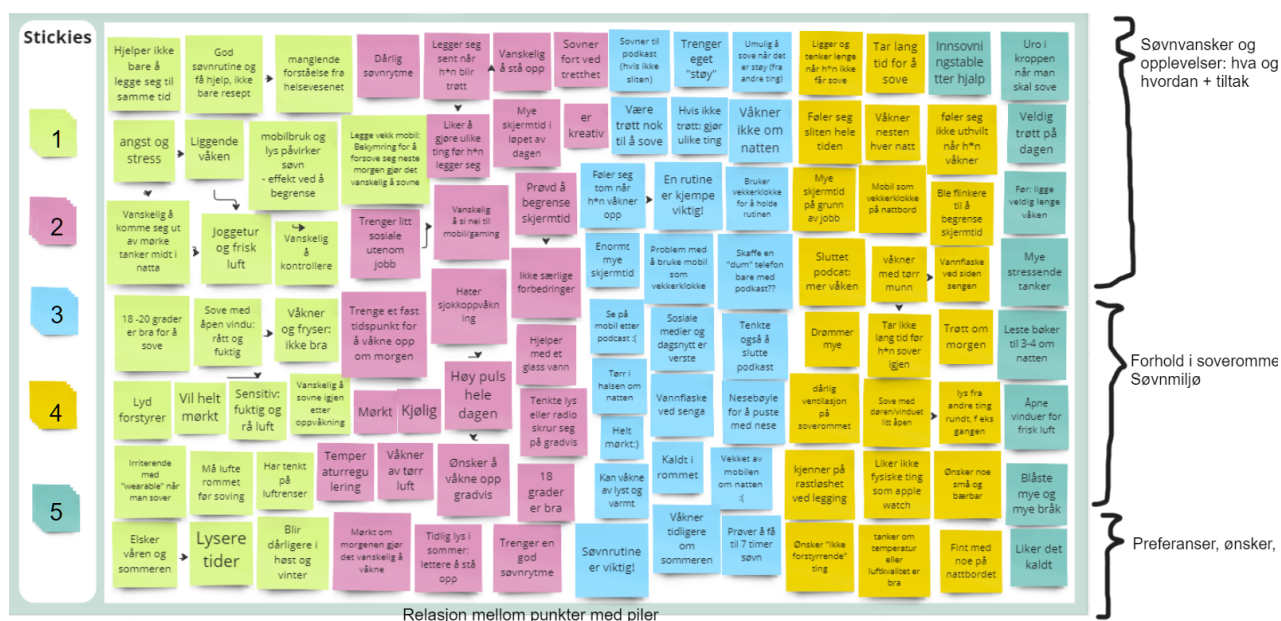 Stickies
1
2
3
4
5
Hjelper ikke
bare å
legge seg til
samme tid
God
søvnrutine og
få hjelp, ikke
bare resept
manglende
forståelse fra
helsevesenet
angst og
stress
Liggende
våken
mobilbruk og
lys påvirker
søvn
- effekt ved å
begrense
Legge vekk mobil:
Bekymring for å
forsove seg neste
morgen gjør det
vanskelig å sovne
Vanskelig å
komme seg ut
av mørke
tanker midt i
natta
Joggetur
og frisk
luft
Vanskelig
å
kontrollere
18 -20 grader
er bra for å
sove
Sove med
åpen vindu:
rått og
fuktig
Våkner
og fryser:
ikke bra
Lyd
forstyrer
Vil helt
mørkt
Sensitiv:
fuktig og
rå luft
Vanskelig å
sovne igjen
etter
oppvåkning
Irriterende
med
"wearable" når
man sover
Må lufte
rommet
før soving
Har tenkt
på
luftrenser
Elsker
våren og
sommeren
Lysere
tider
Blir
dårligere i
høst og
vinter
Dårlig
søvnrytme
Legger seg
sent når
h*n blir
trøtt
Vanskelig
å stå opp
Sovner
fort ved
tretthet
Liker å
gjøre ulike
ting før h*n
legger seg
Mye
skjermtid i
løpet av
dagen
er
kreativ
Trenger litt
sosiale
utenom
jobb
Vanskelig
å si nei til
mobil/gaming
Prøvd å
begrense
skjermtid
Ikke særlige
forbedringer
Trenge et fast
tidspunkt for
å våkne opp
om morgen
Hater
sjokkoppvåkn
ing
Hjelper
med et
glass vann
Mørkt
Kjølig
Høy puls
hele
dagen
Tenkte
lys eller
radio
skrur seg
på gradvis
Temper
aturregu
lering
Våkner
av tørr
luft
Ønsker å
våkne opp
gradvis
18
grader
er bra
Mørkt om
morgenen gjør
det vanskelig å
våkne
Tidlig lys i
sommer:
lettere å stå
opp
Trenger en
god
søvnrytme
Sovner til
podkast
(hvis ikke
sliten)
Trenger
eget
"støy"
Umulig å
sove når det
er støy (fra
andre ting)
Være
trøtt nok
til å sove
Hvis ikke
trøtt: gjør
ulike ting
Våkner
ikke om
natten
Føler seg
tom når
h*n våkner
opp
En rutine
er kjempe
viktig!
Bruker
vekkerklokke
for å holde
rutinen
Enormt
mye
skjermtid
Problem med
å bruke mobil
som
vekkerklokke
Skaffe en
"dum" telefon
bare med
podkast??
Se på
mobil etter
podcast :(
Sosiale
medier og
dagsnytt er
verste
Tenkte
også å
slutte
podkast
Tørr i
halsen om
natten
Vannflaske
ved senga
Nesebøyle
for å puste
med nese
Helt
mørkt:)
Kaldt i
rommet
Vekket av
mobilen
om natten
:(
Kan våkne
av lyst og
varmt
Søvnrutine
er viktig!
Våkner
tidligere om
sommeren
Prøver å få
til 7 timer
søvn
Ligger og
tenker lenge
når h*n ikke
får sove
Tar lang
tid for å
sove
Føler seg
sliten hele
tiden
Våkner
nesten
hver natt
føler seg
ikke uthvilt
når h*n
våkner
Mye
skjermtid
på grunn
av jobb
Mobil som
vekkerklokke
på nattbord
Ble flinkere
til å
begrense
skjermtid
Sluttet
podcat:
mer våken
våkner
med tørr
munn
Vannflaske
ved siden
sengen
Drømmer
mye
Tar ikke
lang tid før
h*n sover
igjen
Trøtt om
morgen
dårlig
ventilasjon
på
soverommet
Sove med
døren/vinduet
litt åpen
lys fra
andre ting
rundt, f eks
gangen
kjenner på
rastløshet
ved legging
Liker ikke
fysiske ting
som apple
watch
Ønsker noe
små og
bærbar
Ønsker "ikke
forstyrrende"
ting
tanker om
temperatur
eller
luftkvalitet er
bra
Fint med
noe på
nattbordet
Innsovni
ngstable
tter hjalp
Uro i
kroppen
når man
skal sove
Veldig
trøtt på
dagen
Før: ligge
veldig lenge
våken
Mye
stressende
tanker
Leste bøker
til 3-4 om
natten
Åpne
vinduer for
frisk luft
Blåste
mye og
mye bråk
Liker det
kaldt
Søvnvansker og
opplevelser: hva og
hvordan + tiltak
Forhold i soveromme
Søvnmiljø
Preferanser, ønsker,
Relasjon mellom punkter med piler